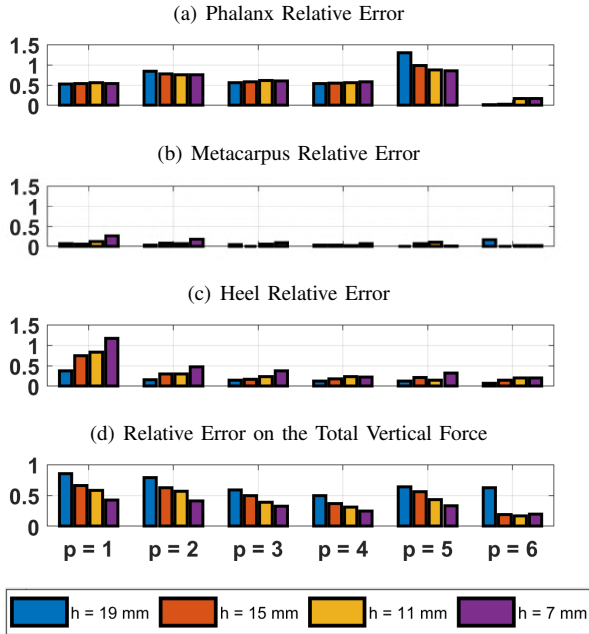 (a) Phalanx Relative Error
1.5
1
0.5
0
(b) Metacarpus Relative Error
1.5
1
0.5
0
(c) Heel Relative Error
1.5
1
0.5
0
(d) Relative Error on the Total Vertical Force
1
0.5
0
p = 1 p = 2 p = 3 p = 4 p = 5 p = 6
h = 19 mm h = 15 mm h = 11 mm h = 7 mm